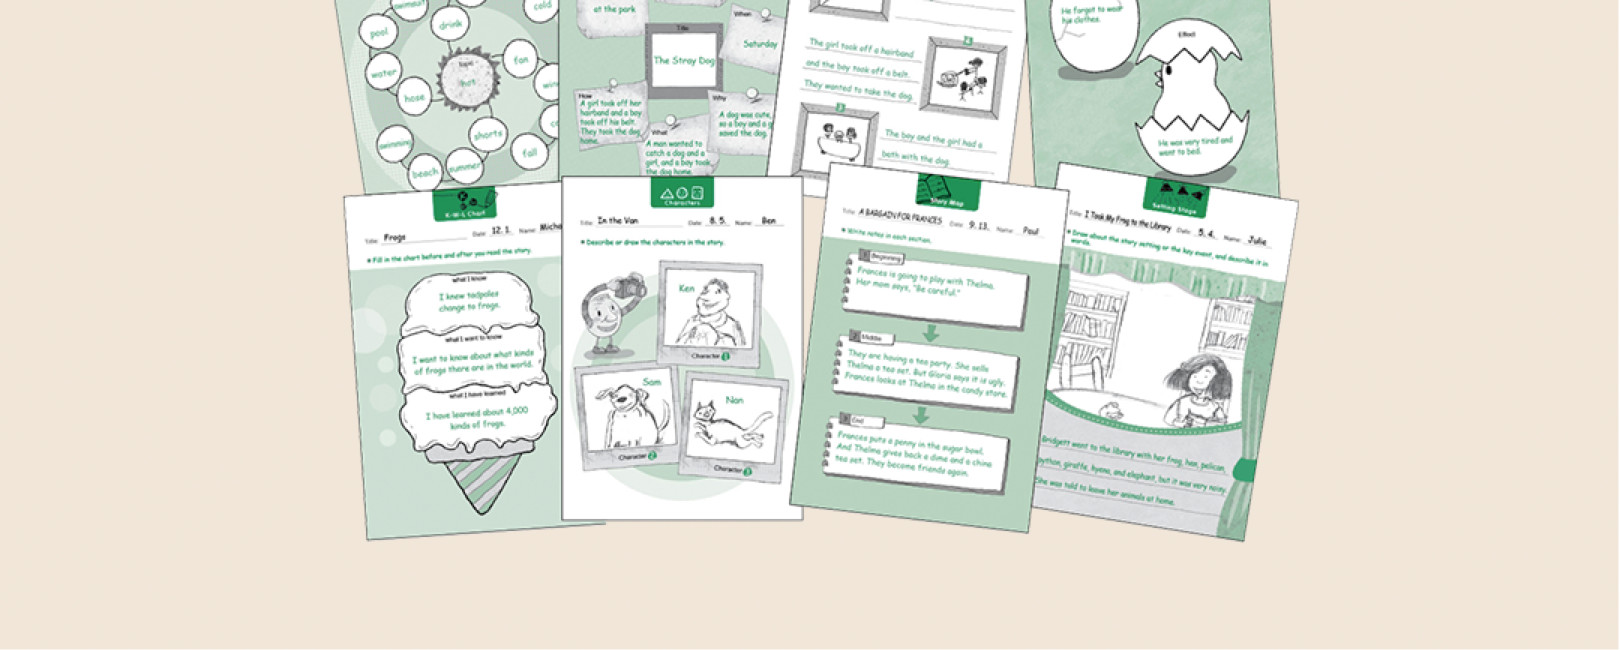 swimsuit
cold
pool
drink
water
Topic
hot
fan
hose
shorts
swimming
fall
beach
summer
at the park
When
Saturday
Title
The Stray Dog
How
A girl took off her
hairband and a boy
took off his belt.
They took the dog
home.
What
A man wanted to
catch a dog and a
girl, and a boy took
the dog home.
Why
A dog was cute,
so a boy and a g
saved the dog.
The girl took off a hairband
and the boy took off a belt.
They wanted to take the dog.
The boy and the girl had a
bath with the dog.
He forgot to wear
his clothes.
Effect
He was very tired and
went to bed.
K-W-L Chart
Title: Frogs Date: 12. 1. Name: Micha
Fill in the chart before and after you read the story.
what I know
I knew tadpoles
change to frogs.
what I want to know
I want to know about what kinds
of frogs there are in the world.
what I have learned
I have learned about 4,000
kinds of frogs.
Characters
Title: In the Van Date: 8. 5. Name: Ben
Describe or draw the characters in the story.
Ken
Character 1
Sam
Character 2
Nan
Character 3
Story Map
Title: A BARGAIN FOR FRANCES Date: 9. 13. Name: Paul
Write notes in each section.
1 Beginning
Frances is going to play with Thelma.
Her mom says, "Be careful."
2 Middle
They are having a tea party. She sells
Thelma a tea set. But Gloria says it is ugly.
Frances looks at Thelma in the candy store.
3 End
Frances puts a penny in the sugar bowl.
And Thelma gives back a dime and a china
tea set. They become friends again.
Setting Stage
Title: I Took My Frog to the Library Date: 5. 4. Name: Julie
Draw about the story setting or the key event, and describe it in
words.
Bridgett went to the library with her frog, hen, pelican,
python, giraffe, hyena, and elephant, but it was very noisy.
She was told to leave her animals at home.